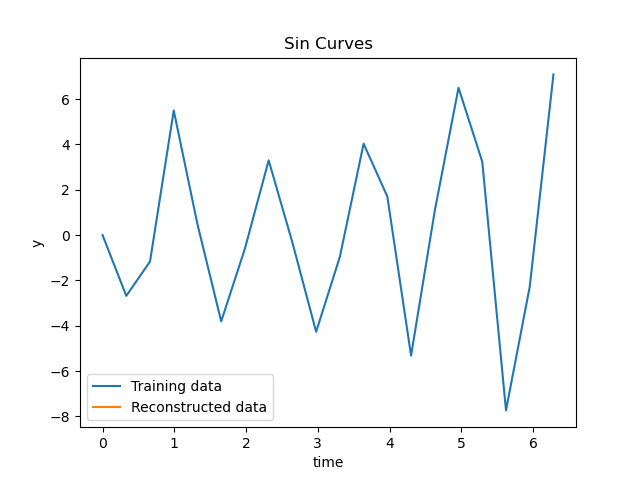 Sin Curves
6
4
2
0
−2
−4
−6
−8
y
Training data
Reconstructed data
0 1 2 3 4 5 6
time